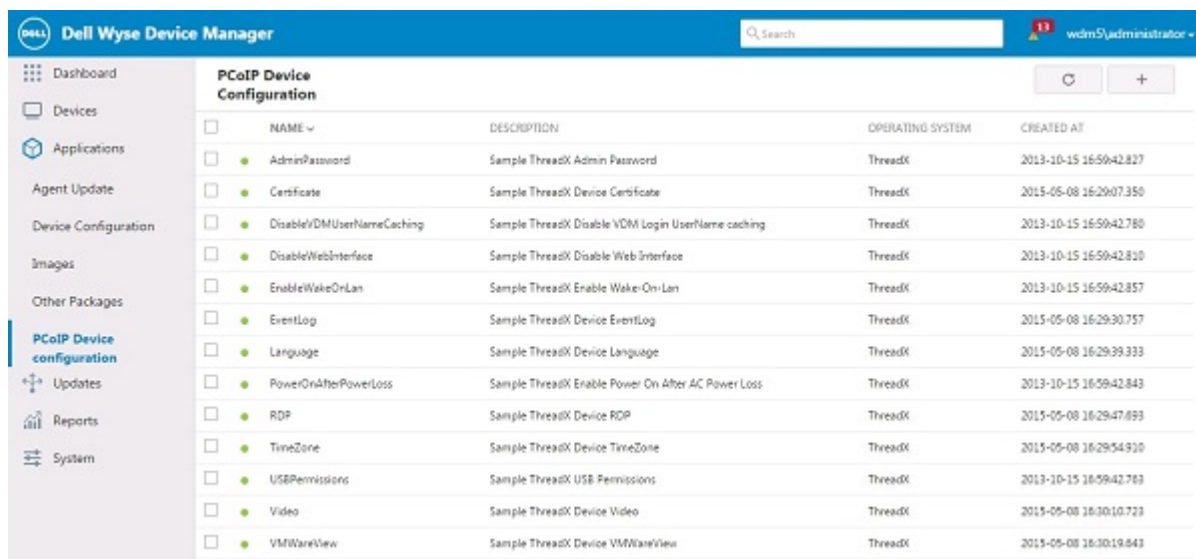 DELL
Dell Wyse Device Manager
Search
13
wdm5\administrator
Dashboard
Devices
Applications
Agent Update
Device Configuration
Images
Other Packages
PCoIP Device
configuration
Updates
Reports
System
PCoIP Device
Configuration
+
NAME DESCRIPTION OPERATING SYSTEM CREATED AT
AdminPassword Sample ThreadX Admin Password ThreadX 2013-10-15 16:59:42.827
Certificate Sample ThreadX Device Certificate ThreadX 2015-05-08 16:29:07.350
DisableVDMUserNameCaching Sample ThreadX Disable VDM Login UserName caching ThreadX 2013-10-15 16:59:42.780
DisableWebInterface Sample ThreadX Disable Web Interface ThreadX 2013-10-15 16:59:42.810
EnableWakeOnLan Sample ThreadX Enable Wake-On-Lan ThreadX 2013-10-15 16:59:42.857
EventLog Sample ThreadX Device EventLog ThreadX 2015-05-08 16:29:30.757
Language Sample ThreadX Device Language ThreadX 2015-05-08 16:29:39.333
PowerOnAfterPowerLoss Sample ThreadX Enable Power On After AC Power Loss ThreadX 2013-10-15 16:59:42.843
RDP Sample ThreadX Device RDP ThreadX 2015-05-08 16:29:47.693
TimeZone Sample ThreadX Device TimeZone ThreadX 2015-05-08 16:29:54.910
USBPermissions Sample ThreadX USB Permissions ThreadX 2013-10-15 16:59:42.763
Video Sample ThreadX Device Video ThreadX 2015-05-08 16:30:10.723
VMWareView Sample ThreadX Device VMWareView ThreadX 2015-05-08 16:30:19.643